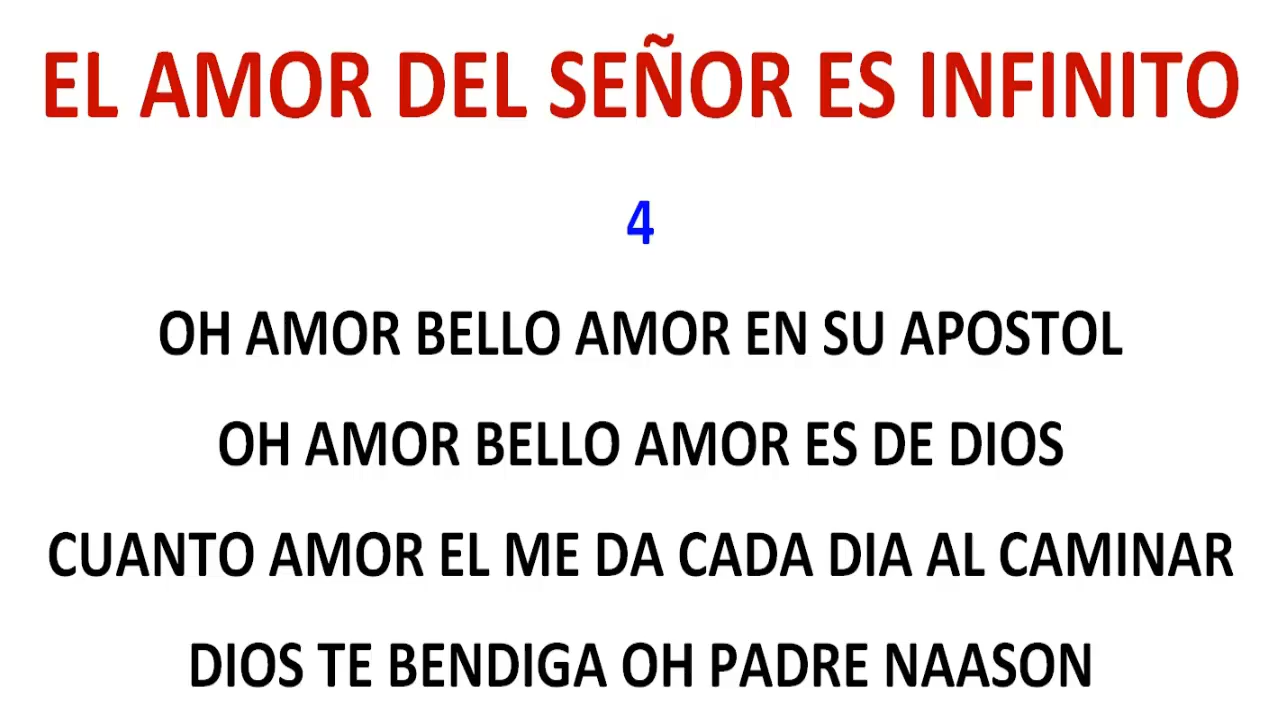 EL AMOR DEL SEÑOR ES INFINITO
4
OH AMOR BELLO AMOR EN SU APOSTOL
OH AMOR BELLO AMOR ES DE DIOS
CUANTO AMOR EL ME DA CADA DIA AL CAMINAR
DIOS TE BENDIGA OH PADRE NAASON